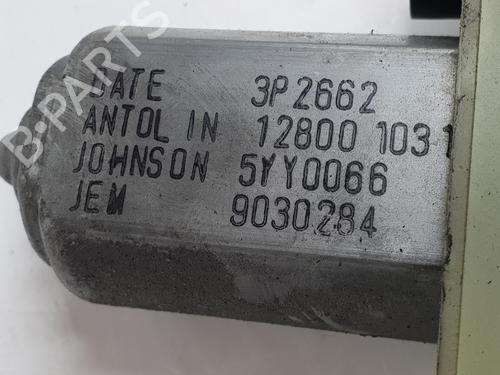 DATE 3P2662
ANTOLIN 12800 1031
JOHNSON 5YY0066
JEM 9030284
B-PARTS